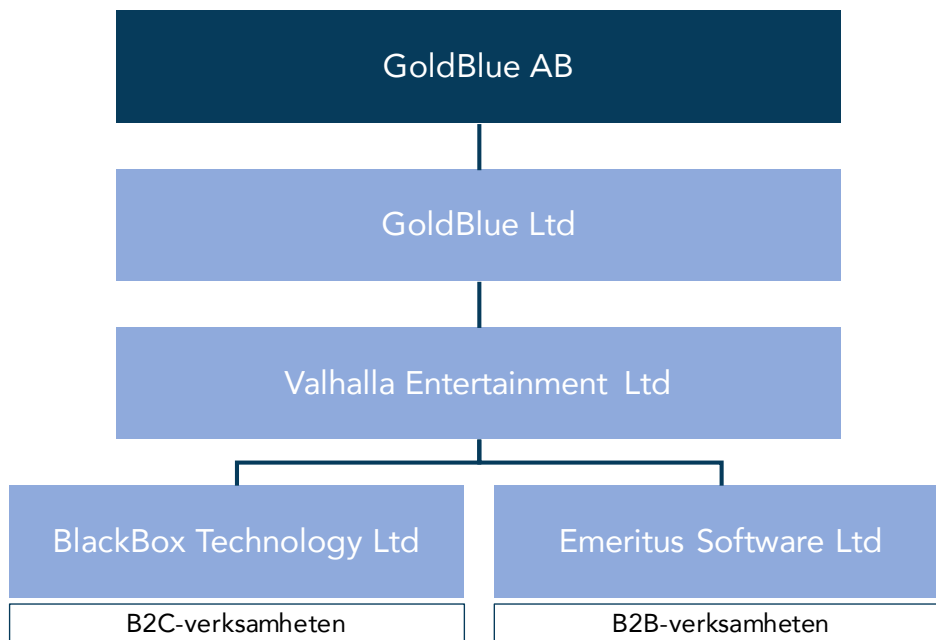 GoldBlue AB
GoldBlue Ltd
Valhalla Entertainment Ltd
BlackBox Technology Ltd
Emeritus Software Ltd
B2C-verksamheten
B2B-verksamheten